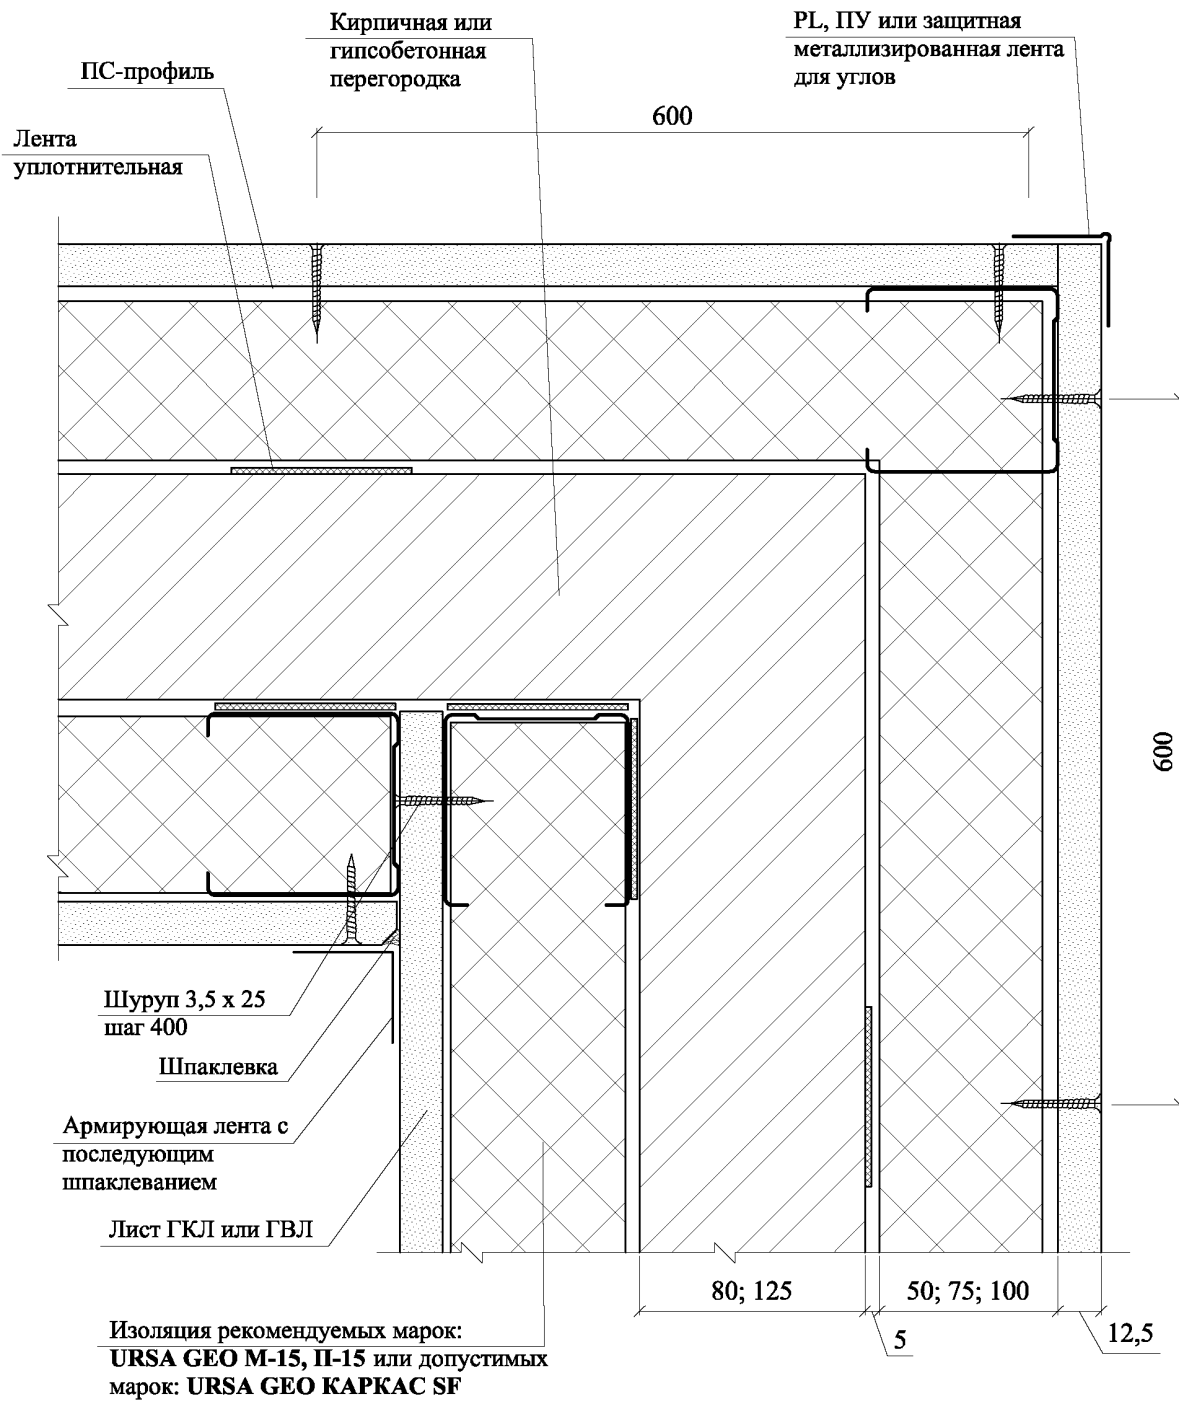 Кирпичная или
гипсобетонная
перегородка
PL, ПУ или защитная
металлизированная лента
для углов
ПС-профиль
Лента
уплотнительная
600
600
Шуруп 3,5 х 25
шаг 400
Шпаклевка
Армирующая лента с
последующим
шпаклеванием
Лист ГКЛ или ГВЛ
80; 125
5
50; 75; 100
12,5
Изоляция рекомендуемых марок:
URSA GEO М-15, П-15 или допустимых
марок: URSA GEO КАРКАС SF